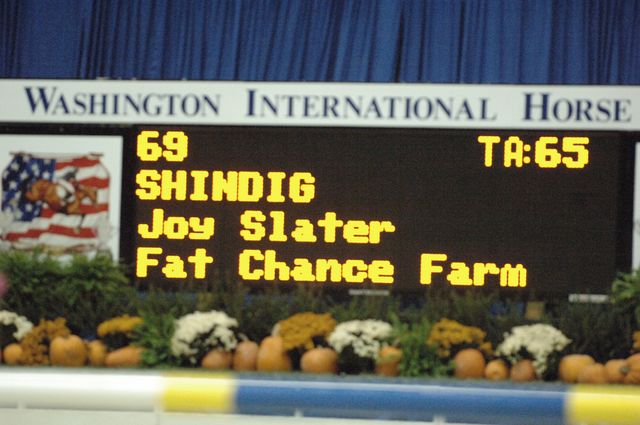 WASHINGTON INTERNATIONAL HORSE
69 TA:65
SHINDIG
Joy Slater
Fat Chance Farm